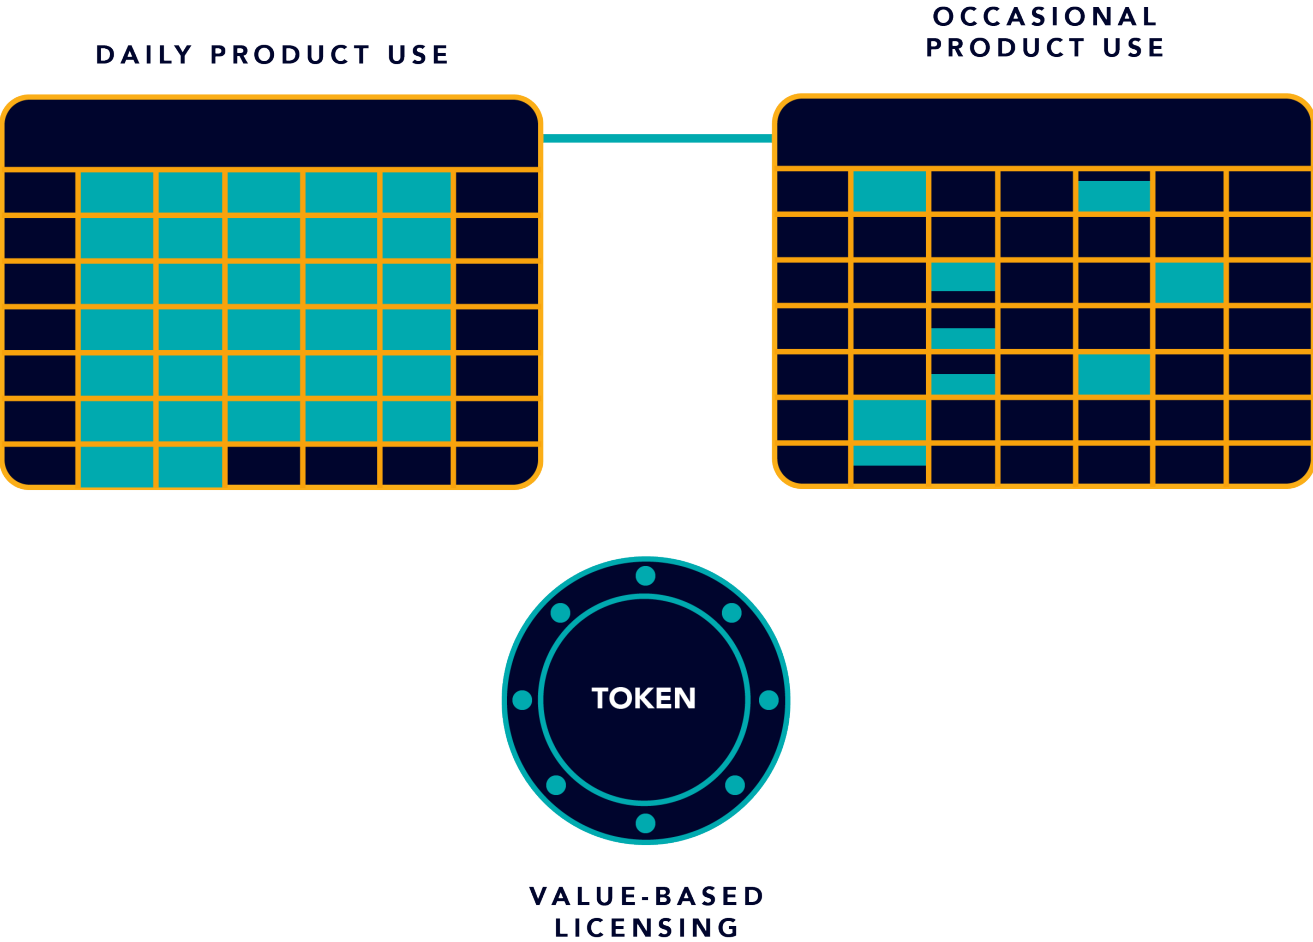 DAILY PRODUCT USE
OCCASIONAL
PRODUCT USE
TOKEN
VALUE-BASED
LICENSING